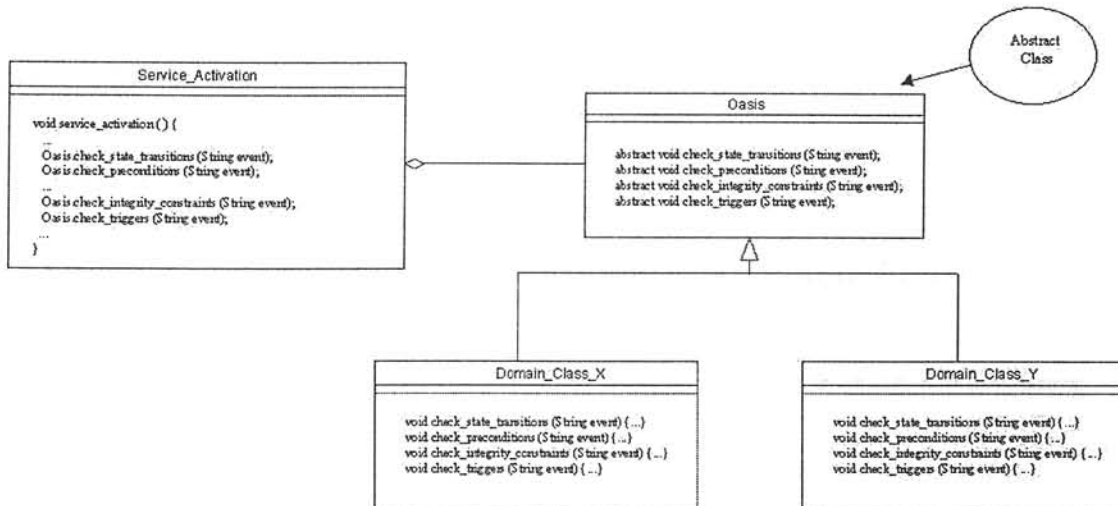 Abstract
Class
Service_Activation
void service_activation () {
...
Oasis.check_state_transitions (String event);
Oasis.check_preconditions (String event);
...
Oasis.check_integrity_constraints (String event);
Oasis.check_triggers (String event);
...
}
Oasis
abstract void check_state_transitions (String event);
abstract void check_preconditions (String event);
abstract void check_integrity_constraints (String event);
abstract void check_triggers (String event);
Domain_Class_X
void check_state_transitions (String event) { ...}
void check_preconditions (String event) { ...}
void check_integrity_constraints (String event) { ...}
void check_triggers (String event) { ...}
Domain_Class_Y
void check_state_transitions (String event) { ...}
void check_preconditions (String event) { ...}
void check_integrity_constraints (String event) { ...}
void check_triggers (String event) { ...}